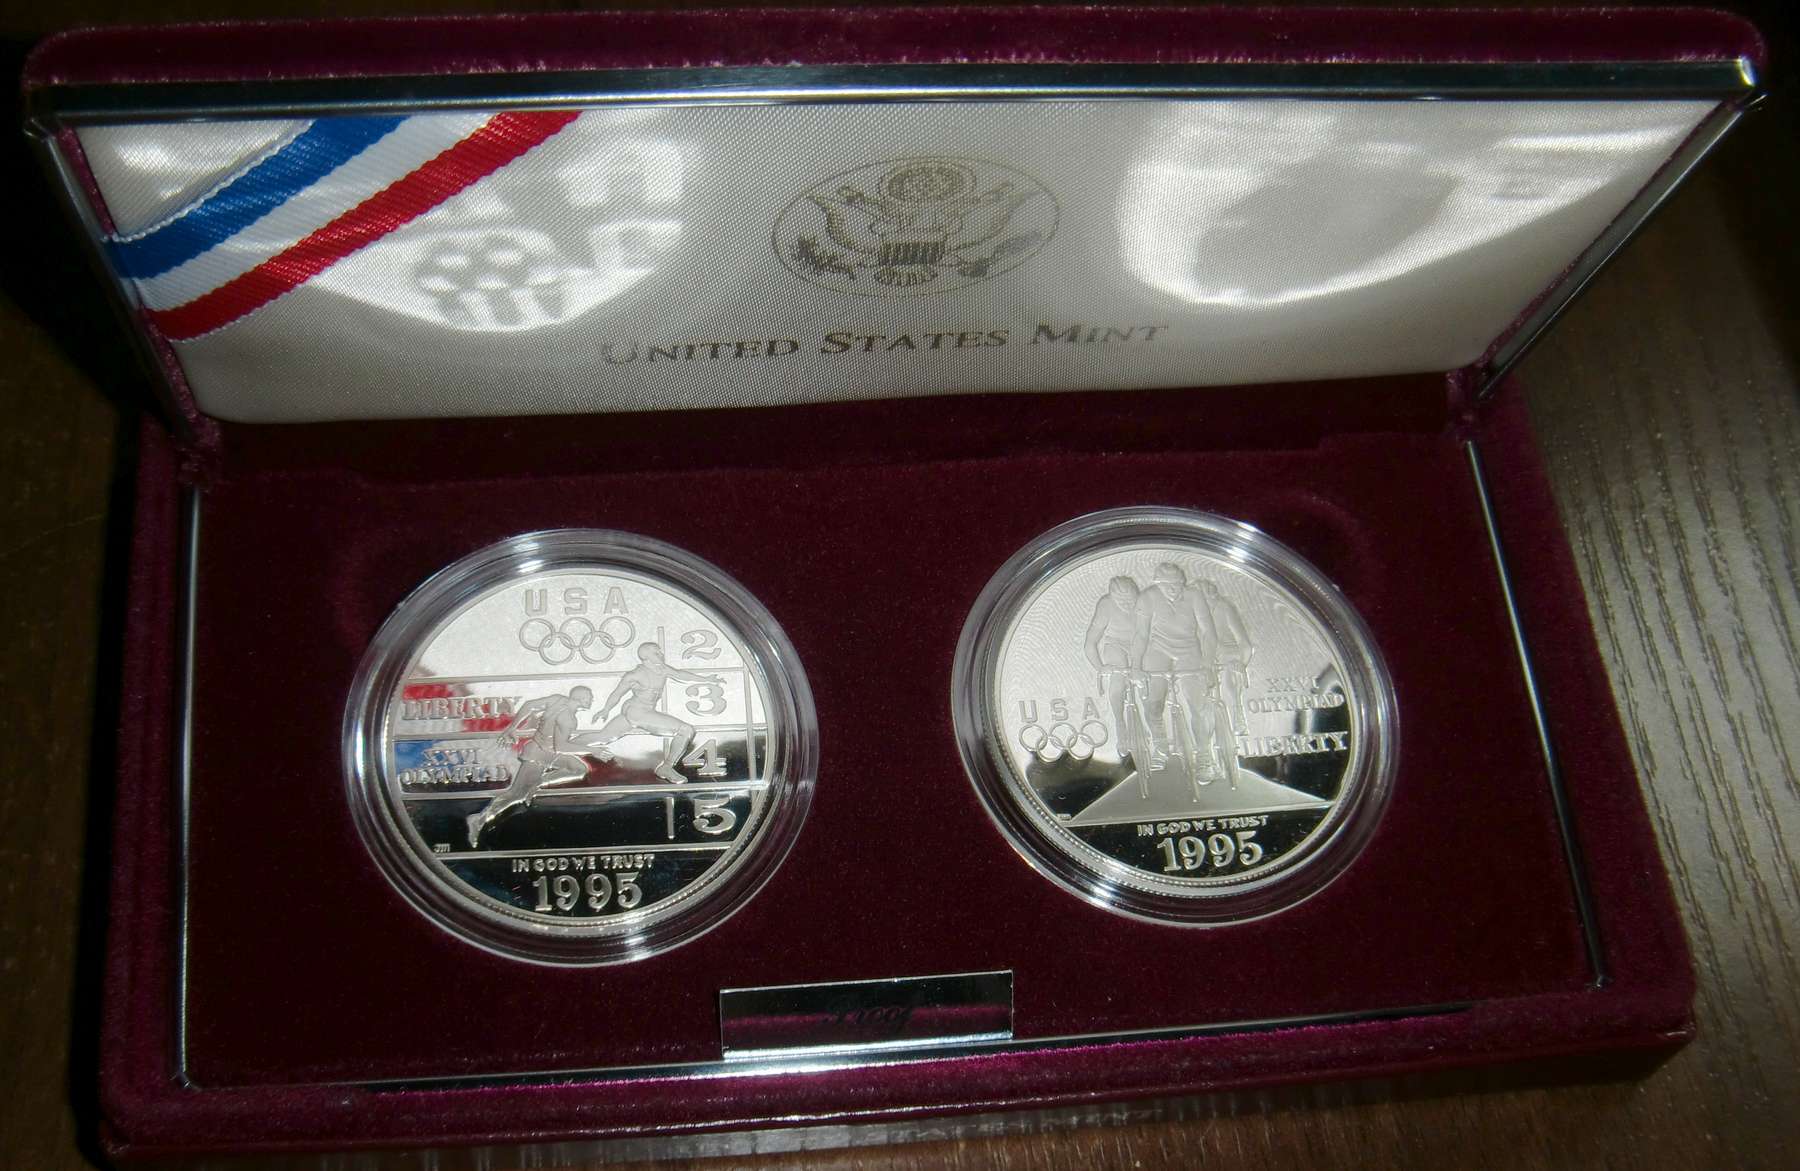 UNITED STATES MINT
USA
2
3
LIBERTY
XXVI
OLYMPIAD
4
5
IN GOD WE TRUST
1995
USA
XXVI
OLYMPIAD
LIBERTY
IN GOD WE TRUST
1995
Proof